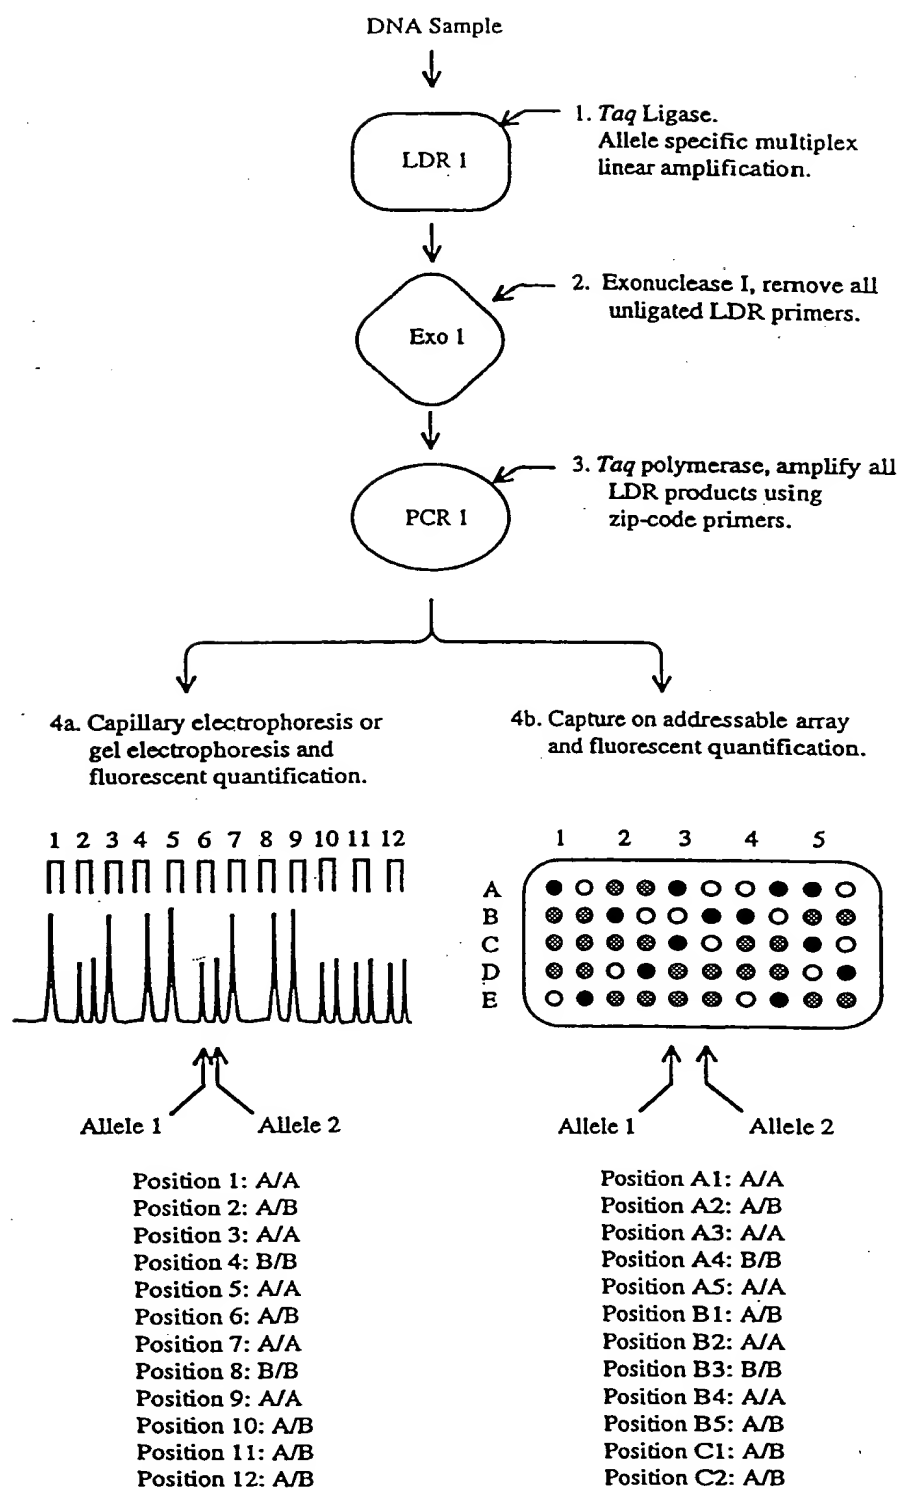 DNA Sample
1. Taq Ligase.
Allele specific multiplex
linear amplification.
LDR 1
2. Exonuclease I, remove all
unligated LDR primers.
Exo 1
3. Taq polymerase, amplify all
LDR products using
zip-code primers.
PCR 1
4a. Capillary electrophoresis or
gel electrophoresis and
fluorescent quantification.
4b. Capture on addressable array
and fluorescent quantification.
1 2 3 4 5 6 7 8 9 10 11 12
1 2 3 4 5
A
B
C
D
E
Allele 1
Allele 2
Allele 1
Allele 2
Position 1: A/A
Position 2: A/B
Position 3: A/A
Position 4: B/B
Position 5: A/A
Position 6: A/B
Position 7: A/A
Position 8: B/B
Position 9: A/A
Position 10: A/B
Position 11: A/B
Position 12: A/B
Position A1: A/A
Position A2: A/B
Position A3: A/A
Position A4: B/B
Position A5: A/A
Position B1: A/B
Position B2: A/A
Position B3: B/B
Position B4: A/A
Position B5: A/B
Position C1: A/B
Position C2: A/B